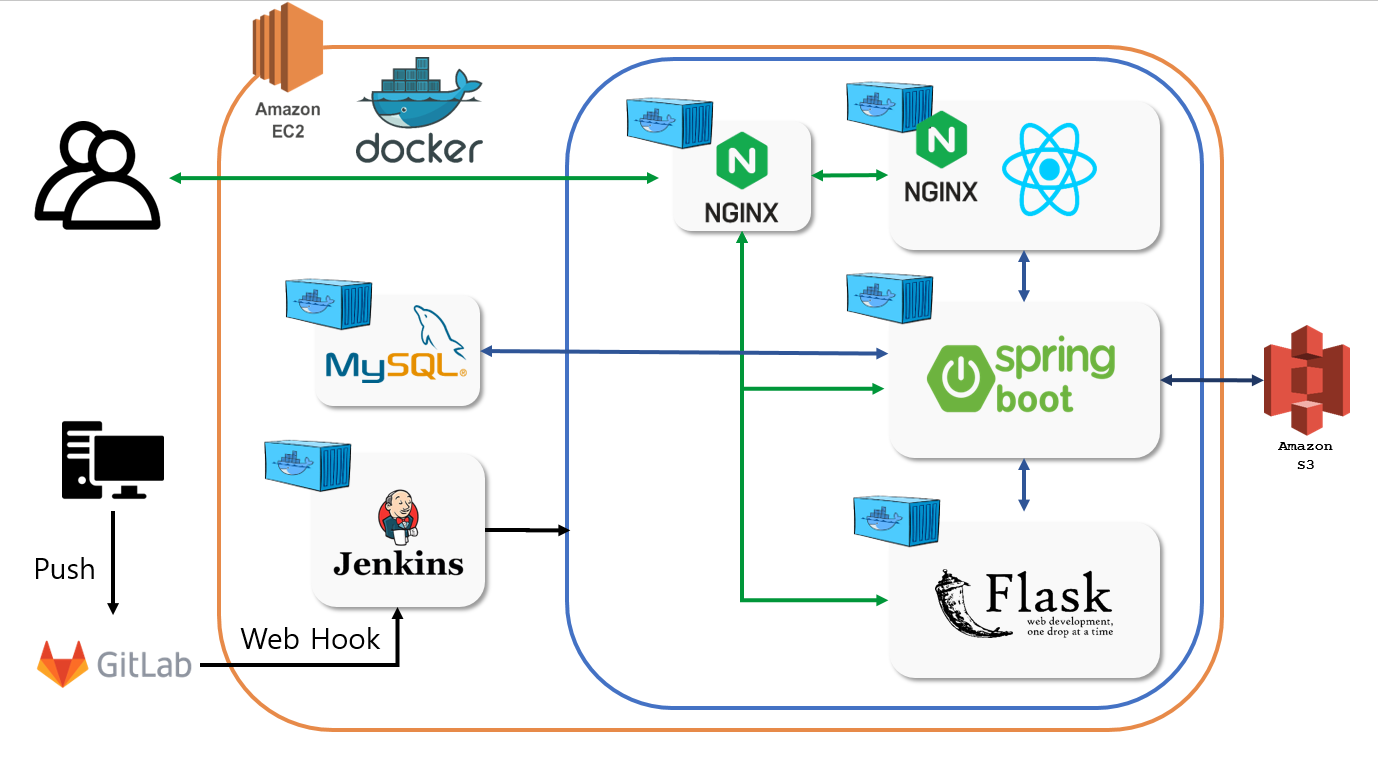 Amazon
EC2
docker
NGINX
NGINX
MySQL®
spring
boot
Amazon
S3
Jenkins
Push
Flask
web development,
one drop at a time
Web Hook
GitLab